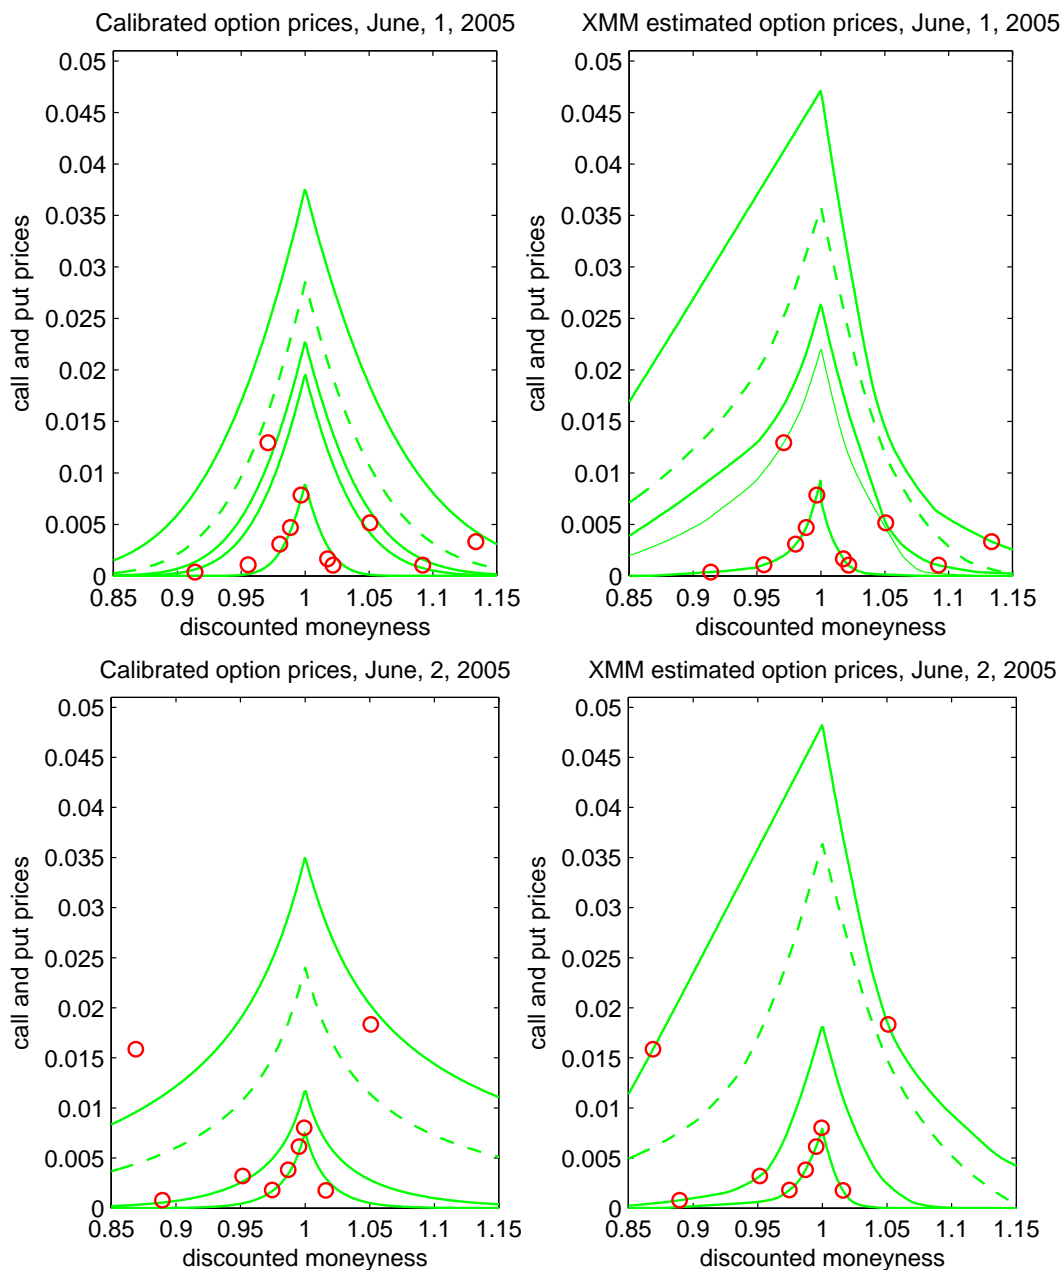 Calibrated option prices, June, 1, 2005
0.05
0.045
0.04
0.035
0.03
0.025
0.02
0.015
0.01
0.005
0
call and put prices
0.85 0.9 0.95 1 1.05 1.1 1.15
discounted moneyness
XMM estimated option prices, June, 1, 2005
0.05
0.045
0.04
0.035
0.03
0.025
0.02
0.015
0.01
0.005
0
call and put prices
0.85 0.9 0.95 1 1.05 1.1 1.15
discounted moneyness
Calibrated option prices, June, 2, 2005
0.05
0.045
0.04
0.035
0.03
0.025
0.02
0.015
0.01
0.005
0
call and put prices
0.85 0.9 0.95 1 1.05 1.1 1.15
discounted moneyness
XMM estimated option prices, June, 2, 2005
0.05
0.045
0.04
0.035
0.03
0.025
0.02
0.015
0.01
0.005
0
call and put prices
0.85 0.9 0.95 1 1.05 1.1 1.15
discounted moneyness